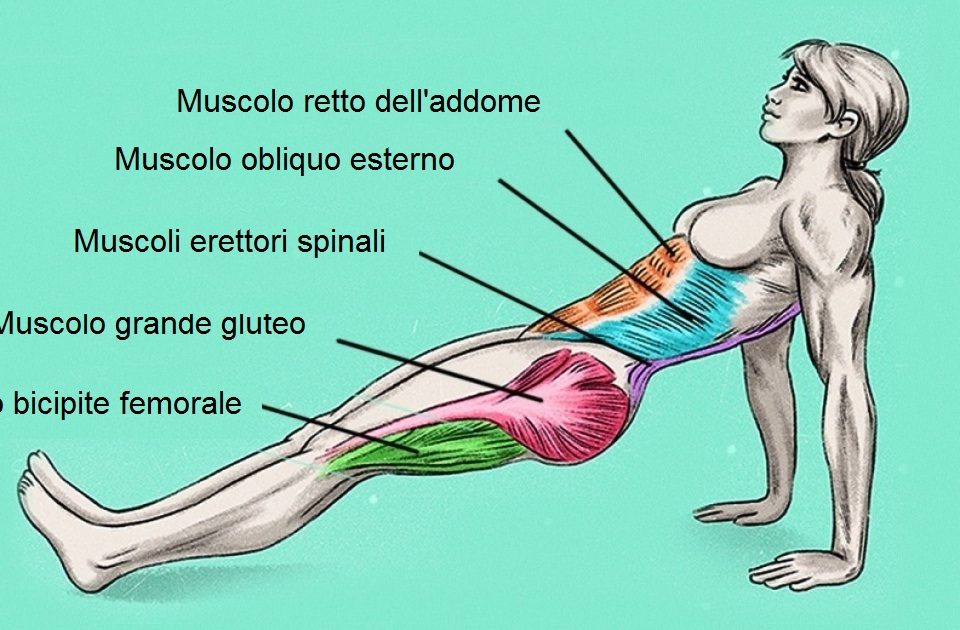 Muscolo retto dell'addome
Muscolo obliquo esterno
Muscoli erettori spinali
Muscolo grande gluteo
o bicipite femorale